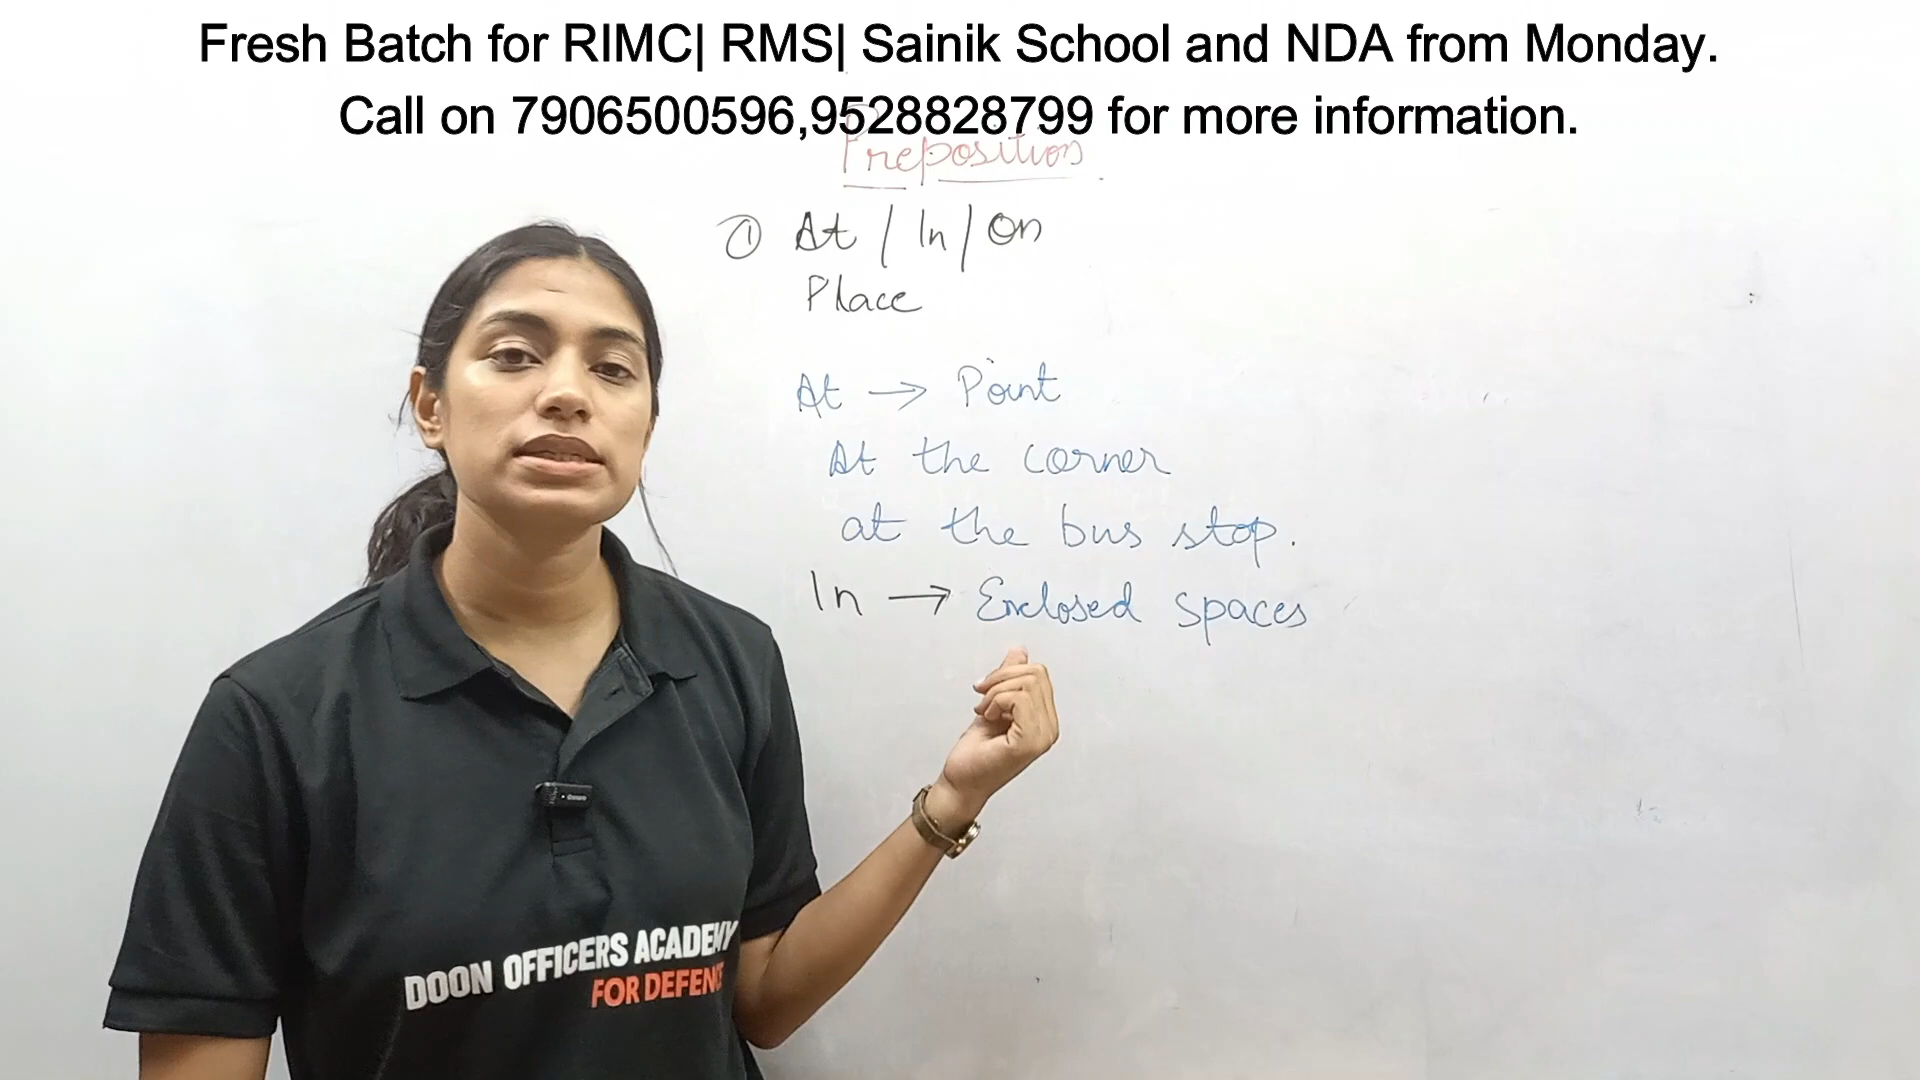 Fresh Batch for RIMC| RMS| Sainik School and NDA from Monday.
Call on 7906500596,9528828799 for more information.
Preposition
① At / In / On
Place
At → Point
At the corner
at the bus stop.
In → Enclosed spaces
DOON OFFICERS ACADEMY
FOR DEFENC